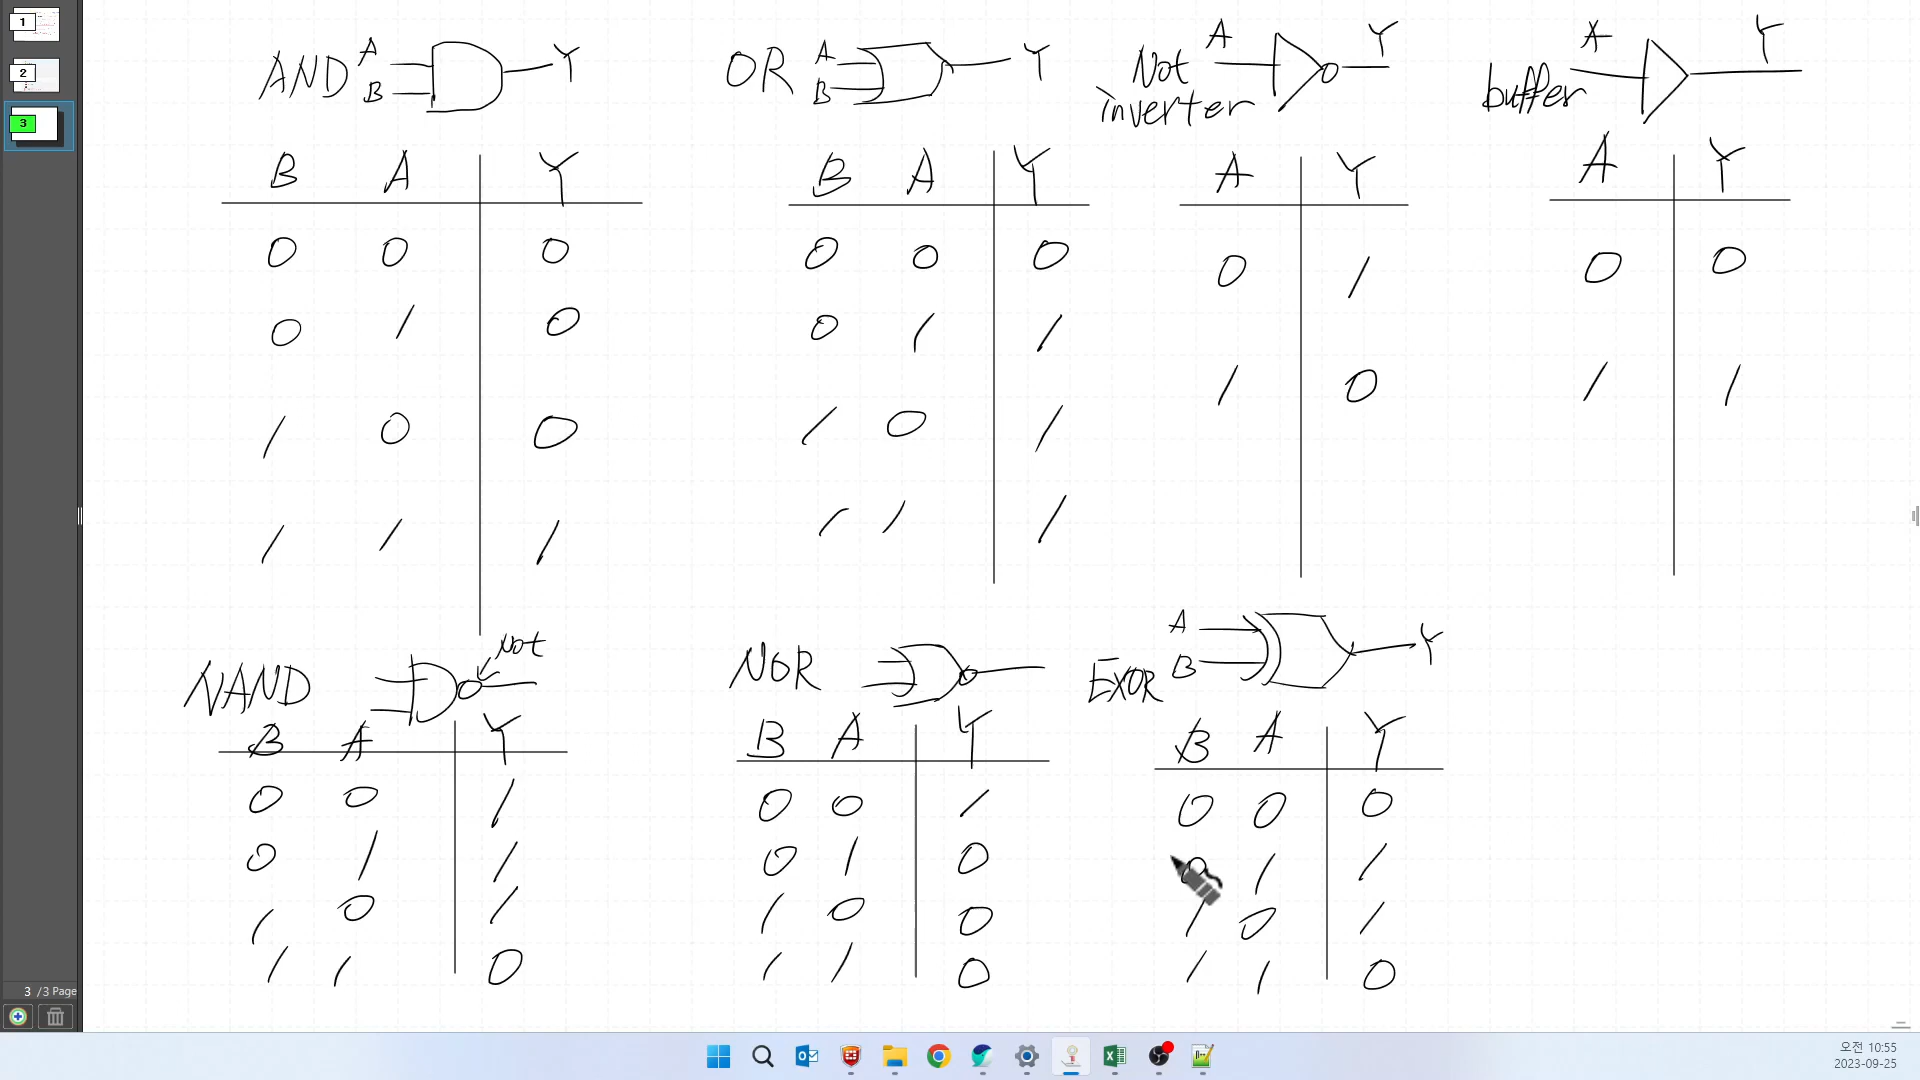 1
2
3
AND A B Y
B A Y
0 0 0
0 1 0
1 0 0
1 1 1
OR A B Y
B A Y
0 0 0
0 1 1
1 0 1
1 1 1
Not
inverter
A Y
A Y
0 1
1 0
buffer
A Y
A Y
0 0
1 1
NAND
Not
B A Y
0 0 1
0 1 1
1 0 1
1 1 0
NOR
B A Y
0 0 1
0 1 0
1 0 0
1 1 0
EXOR A B Y
B A Y
0 0 0
0 1 1
1 0 1
1 1 0
3 /3 Page
오전 10:55
2023-09-25